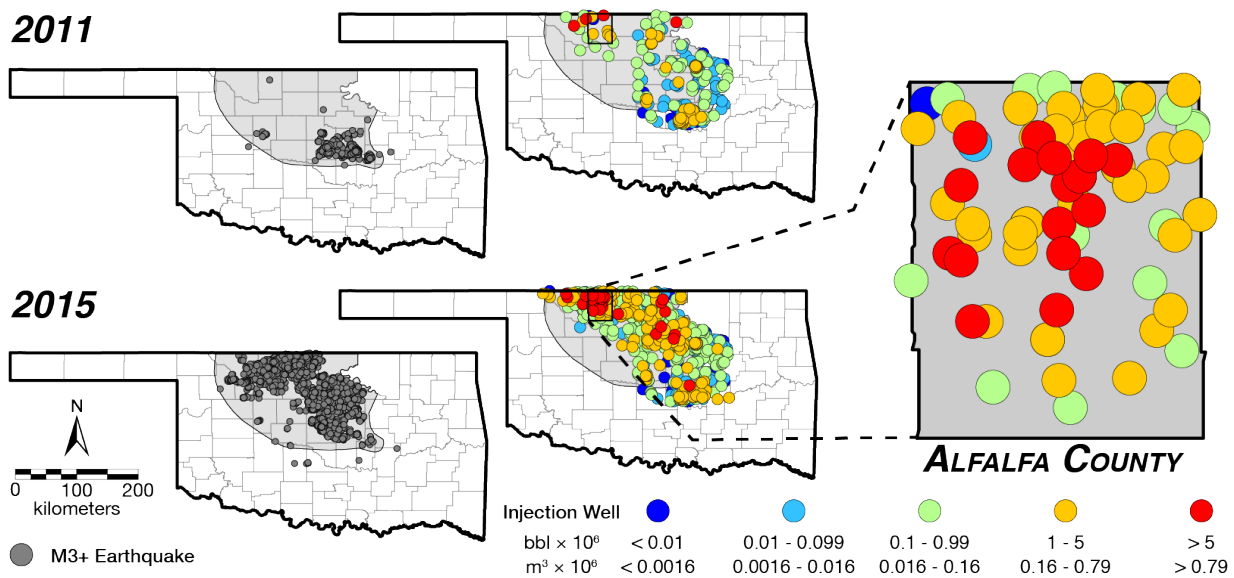 2011
2015
N
0 100 200
kilometers
M3+ Earthquake
ALFALFA COUNTY
Injection Well
bbl × 10⁶ < 0.01 0.01 - 0.099 0.1 - 0.99 1 - 5 > 5
m³ × 10⁶ < 0.0016 0.0016 - 0.016 0.016 - 0.16 0.16 - 0.79 > 0.79